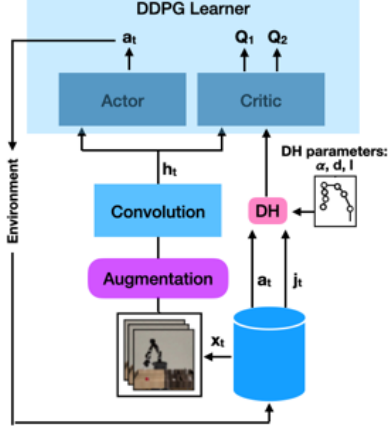 DDPG Learner
aₜ
Q₁ Q₂
Actor
Critic
hₜ
DH parameters:
α, d, l
Environment
Convolution
DH
Augmentation
aₜ
jₜ
xₜ